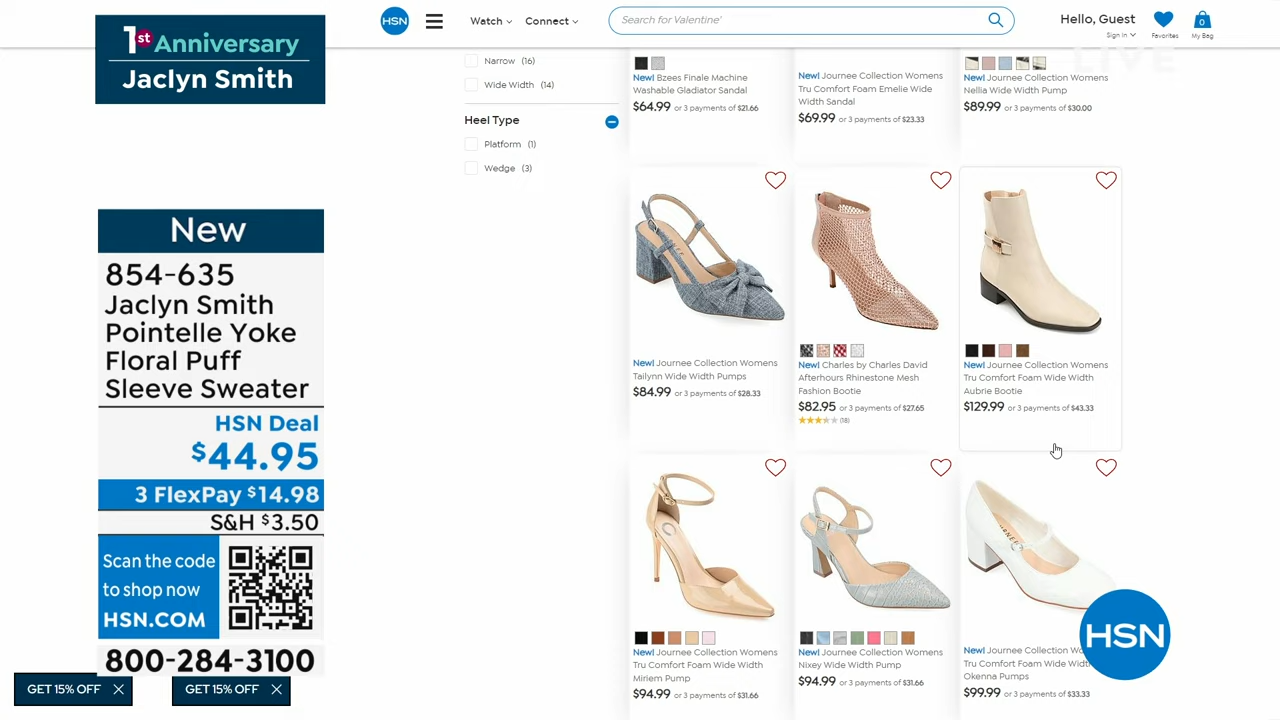 1st Anniversary
Jaclyn Smith
HSN
Watch
Connect
Search for Valentine'
Hello, Guest
Sign In
Favorites
0
My Bag
LIVE
Narrow (16)
Wide Width (14)
Heel Type
Platform (1)
Wedge (3)
New! Bzees Finale Machine
Washable Gladiator Sandal
$64.99 or 3 payments of $21.66
New! Journee Collection Womens
Tru Comfort Foam Emelie Wide
Width Sandal
$69.99 or 3 payments of $23.33
New! Journee Collection Womens
Nellia Wide Width Pump
$89.99 or 3 payments of $30.00
New! Journee Collection Womens
Tailynn Wide Width Pumps
$84.99 or 3 payments of $28.33
New! Charles by Charles David
Afterhours Rhinestone Mesh
Fashion Bootie
$82.95 or 3 payments of $27.65
(18)
New! Journee Collection Womens
Tru Comfort Foam Wide Width
Aubrie Bootie
$129.99 or 3 payments of $43.33
New! Journee Collection Womens
Tru Comfort Foam Wide Width
Miriem Pump
$94.99 or 3 payments of $31.66
New! Journee Collection Womens
Nixey Wide Width Pump
$94.99 or 3 payments of $31.66
New! Journee Collection Wo
Tru Comfort Foam Wide Widt
Okenna Pumps
$99.99 or 3 payments of $33.33
New
854-635
Jaclyn Smith
Pointelle Yoke
Floral Puff
Sleeve Sweater
HSN Deal
$44.95
3 FlexPay $14.98
S&H $3.50
Scan the code
to shop now
HSN.COM
800-284-3100
GET 15% OFF
GET 15% OFF
HSN